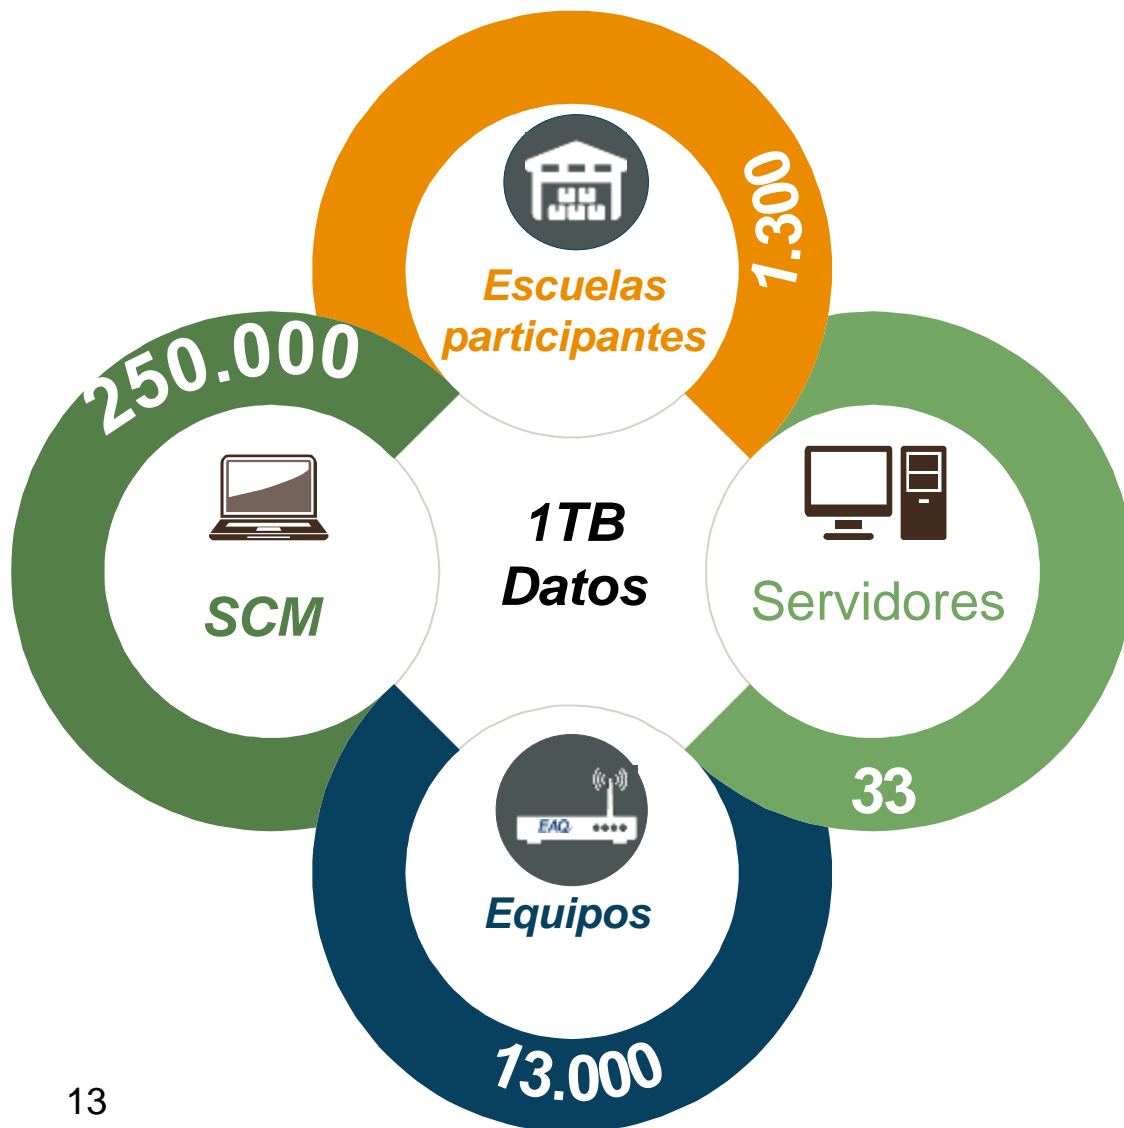 1.300
Escuelas
participantes
250.000
SCM
1TB
Datos
Servidores
33
EAQ
Equipos
13.000
13